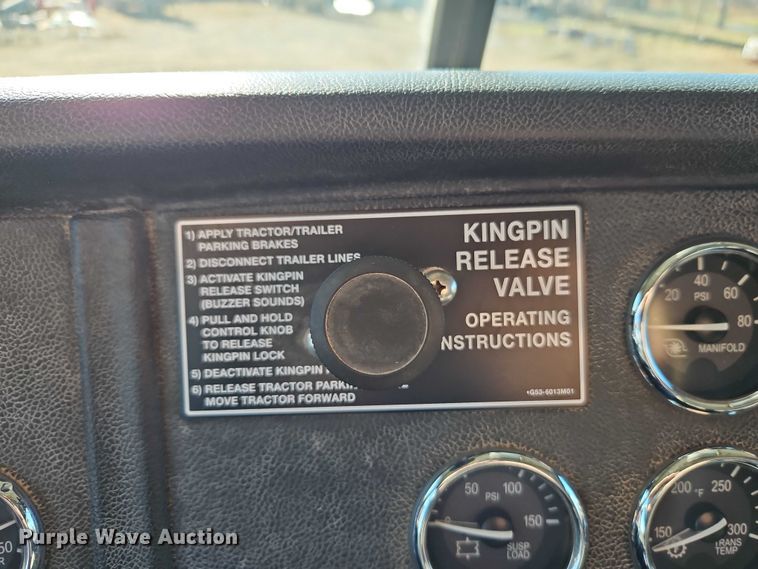 1) APPLY TRACTOR/TRAILER
PARKING BRAKES
2) DISCONNECT TRAILER LINES
3) ACTIVATE KINGPIN
RELEASE SWITCH
(BUZZER SOUNDS)
4) PULL AND HOLD
CONTROL KNOB
TO RELEASE
KINGPIN LOCK
5) DEACTIVATE KINGPIN
6) RELEASE TRACTOR
MOVE TRACTOR FORWARD
KINGPIN
RELEASE
VALVE
OPERATING
NSTRUCTIONS
G53-6013M01
20 40 60 80
PSI
MANIFOLD
50 100 150
PSI
SUSP
LOAD
150 200 250 300
°F
TRANS
TEMP
50
R
Purple Wave Auction